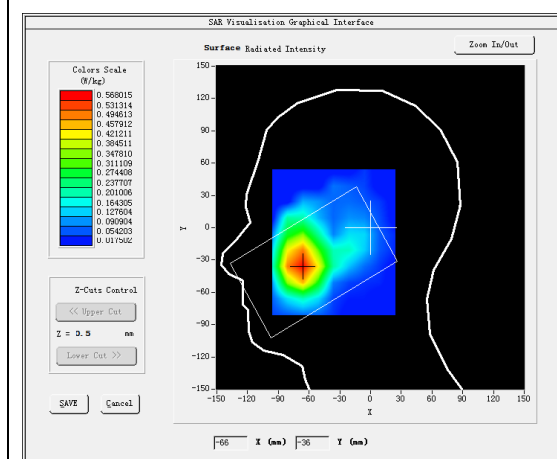 SAR Visualisation Graphical Interface
Surface Radiated Intensity
Zoom In/Out
Colors Scale
(W/kg)
0.568015
0.531314
0.494613
0.457912
0.421211
0.384511
0.347810
0.311109
0.274408
0.237707
0.201006
0.164305
0.127604
0.090904
0.054203
0.017502
150
120
90
60
30
0
-30
-60
-90
-120
-150
Y
-150 -120 -90 -60 -30 0 30 60 90 120 150
X
Z-Cuts Control
<< Upper Cut
Z = 0.5 mm
Lower Cut >>
SAVE Cancel
-66 X (mm) -36 Y (mm)